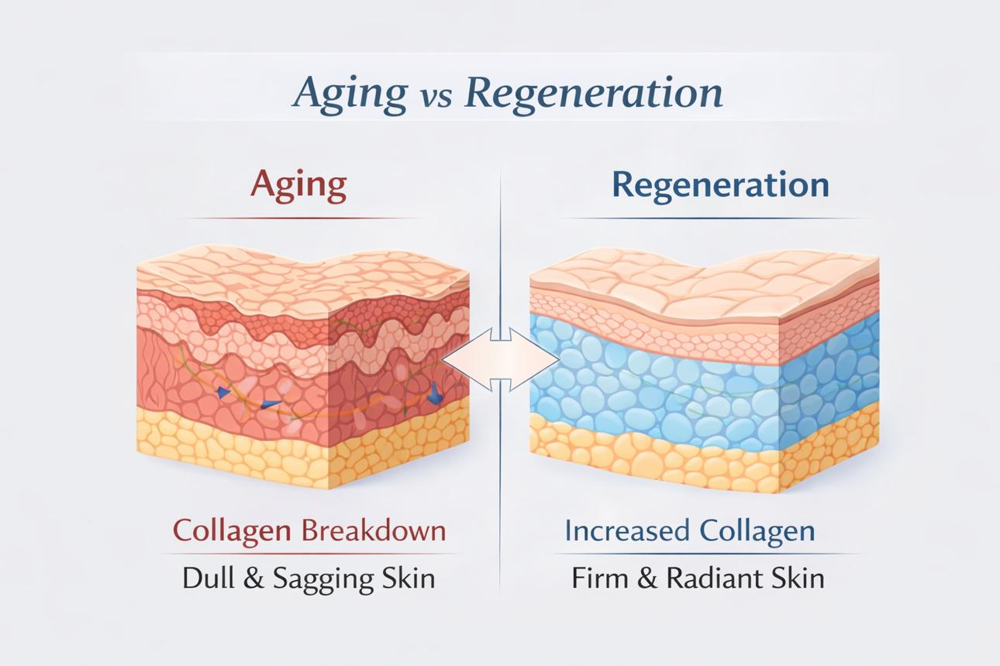 Aging vs Regeneration
Aging
Regeneration
Collagen Breakdown
Dull & Sagging Skin
Increased Collagen
Firm & Radiant Skin